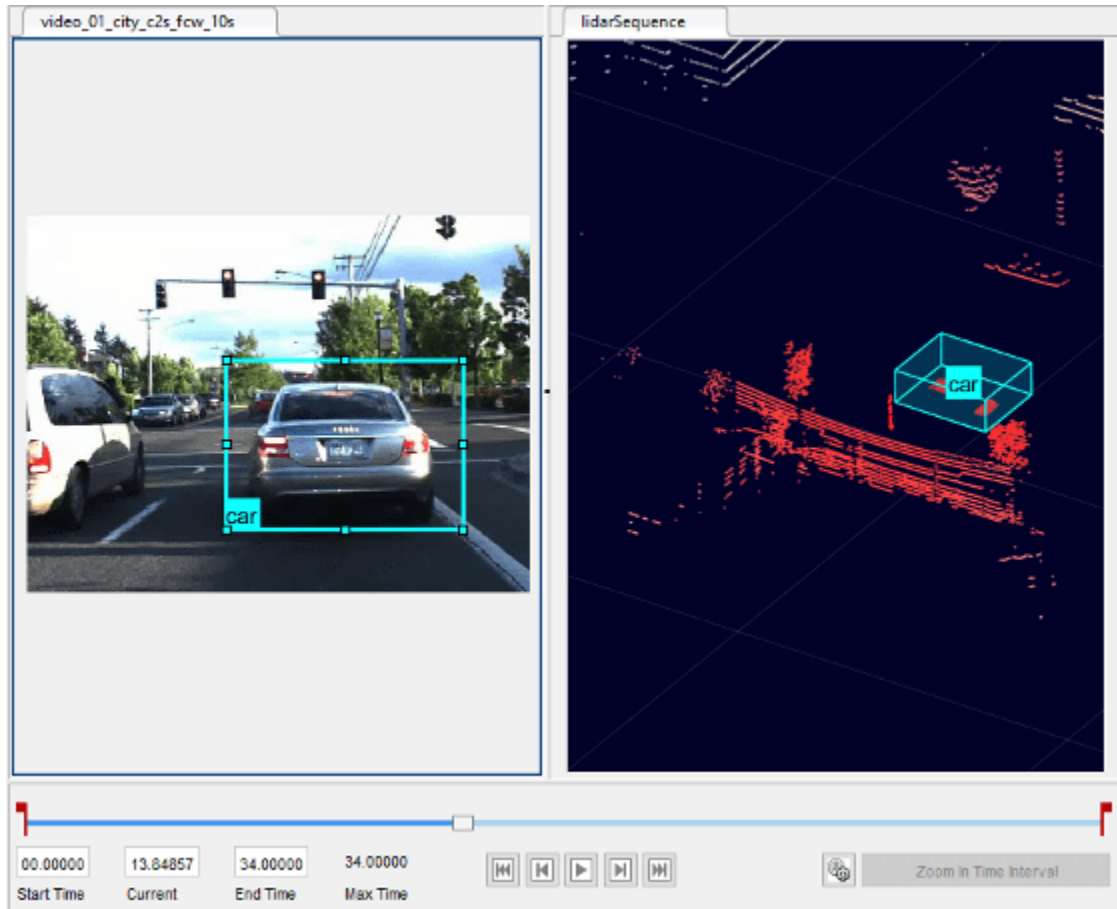 video_01_city_c2s_fcw_10s
lidarSequence
car
car
00.00000
13.84857
34.00000
34.00000
Start Time
Current
End Time
Max Time
Zoom In Time Interval